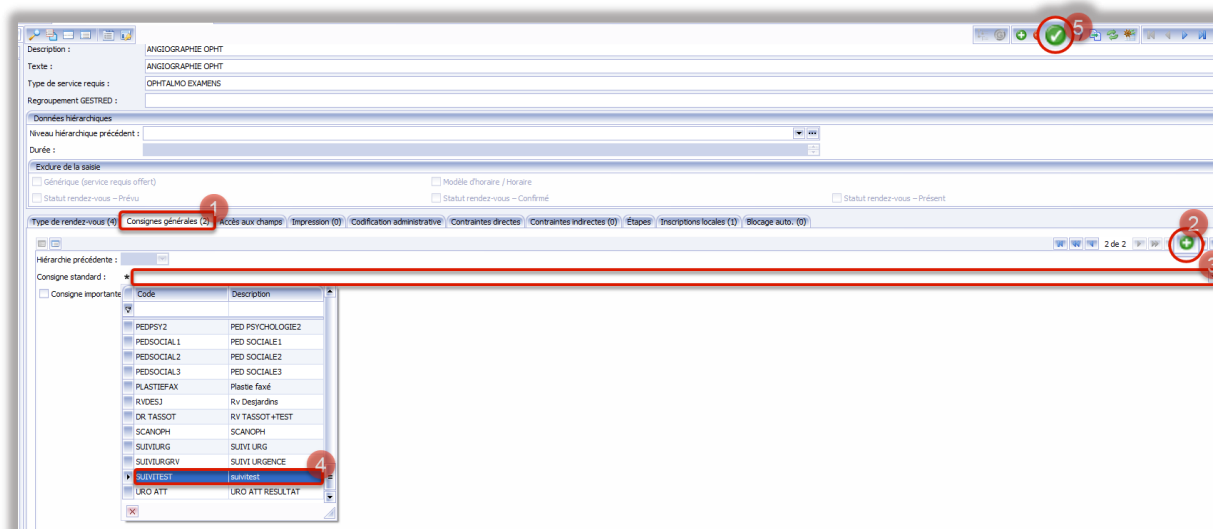 5
Description : ANGIOGRAPHIE OPHT
Texte : ANGIOGRAPHIE OPHT
Type de service requis : OPHTALMO EXAMENS
Regroupement GESTRED :
Données hiérarchiques
Niveau hiérarchique précédent :
Durée :
Exclure de la saisie
Générique (service requis offert) Modèle d'horaire / Horaire
Statut rendez-vous – Prévu Statut rendez-vous – Confirmé Statut rendez-vous – Présent
1
Type de rendez-vous (4) Consignes générales (2) Accès aux champs Impression (0) Codification administrative Contraintes directes Contraintes indirectes (0) Étapes Inscriptions locales (1) Blocage auto. (0)
2
2 de 2
Hiérarchie précédente :
3
Consigne standard : *
Consigne importante Code Description
PEDPSY2 PED PSYCHOLOGIE2
PEDSOCIAL1 PED SOCIALE1
PEDSOCIAL2 PED SOCIALE2
PEDSOCIAL3 PED SOCIALE3
PLASTIEFAX Plastie faxé
RVDESJ Rv Desjardins
DR TASSOT RV TASSOT+TEST
SCANOPH SCANOPH
SUIVIURG SUIVI URG
SUIVIURGRV SUIVI URGENCE
4
SUIVITEST suivitest
URO ATT URO ATT RESULTAT